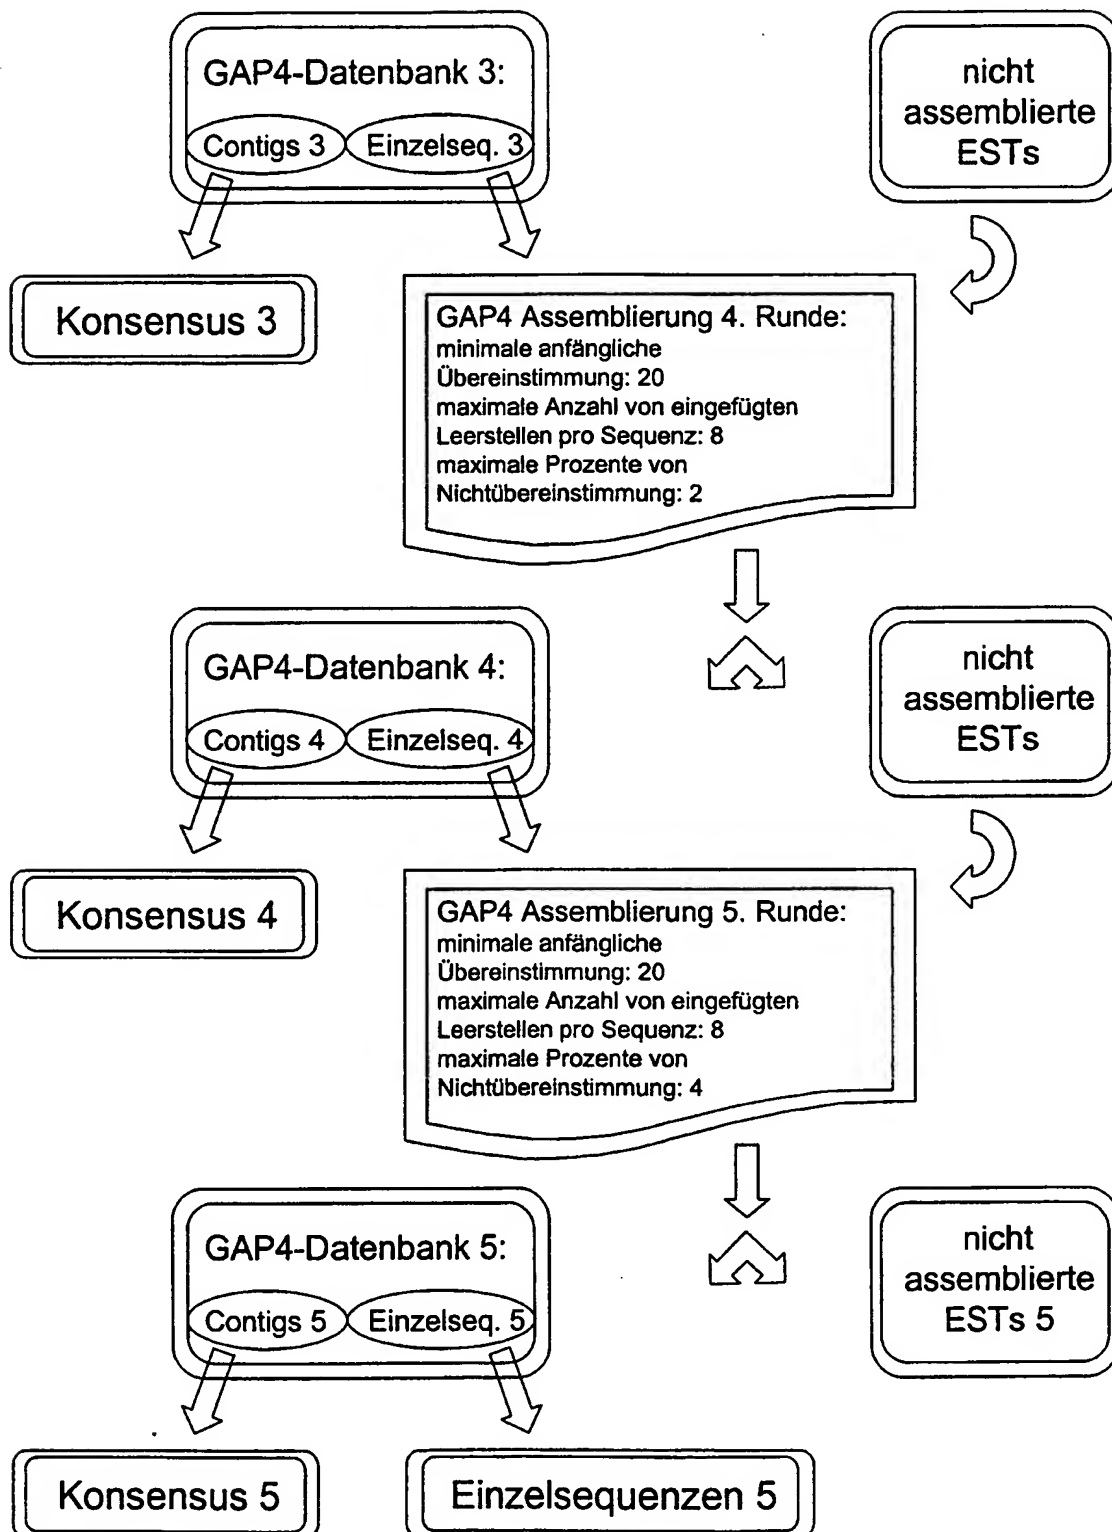 GAP4-Datenbank 3:
Contigs 3
Einzelseq. 3
nicht
assemblierte
ESTs
Konsensus 3
GAP4 Assemblierung 4. Runde:
minimale anfängliche
Übereinstimmung: 20
maximale Anzahl von eingefügten
Leerstellen pro Sequenz: 8
maximale Prozente von
Nichtübereinstimmung: 2
GAP4-Datenbank 4:
Contigs 4
Einzelseq. 4
nicht
assemblierte
ESTs
Konsensus 4
GAP4 Assemblierung 5. Runde:
minimale anfängliche
Übereinstimmung: 20
maximale Anzahl von eingefügten
Leerstellen pro Sequenz: 8
maximale Prozente von
Nichtübereinstimmung: 4
GAP4-Datenbank 5:
Contigs 5
Einzelseq. 5
nicht
assemblierte
ESTs 5
Konsensus 5
Einzelsequenzen 5